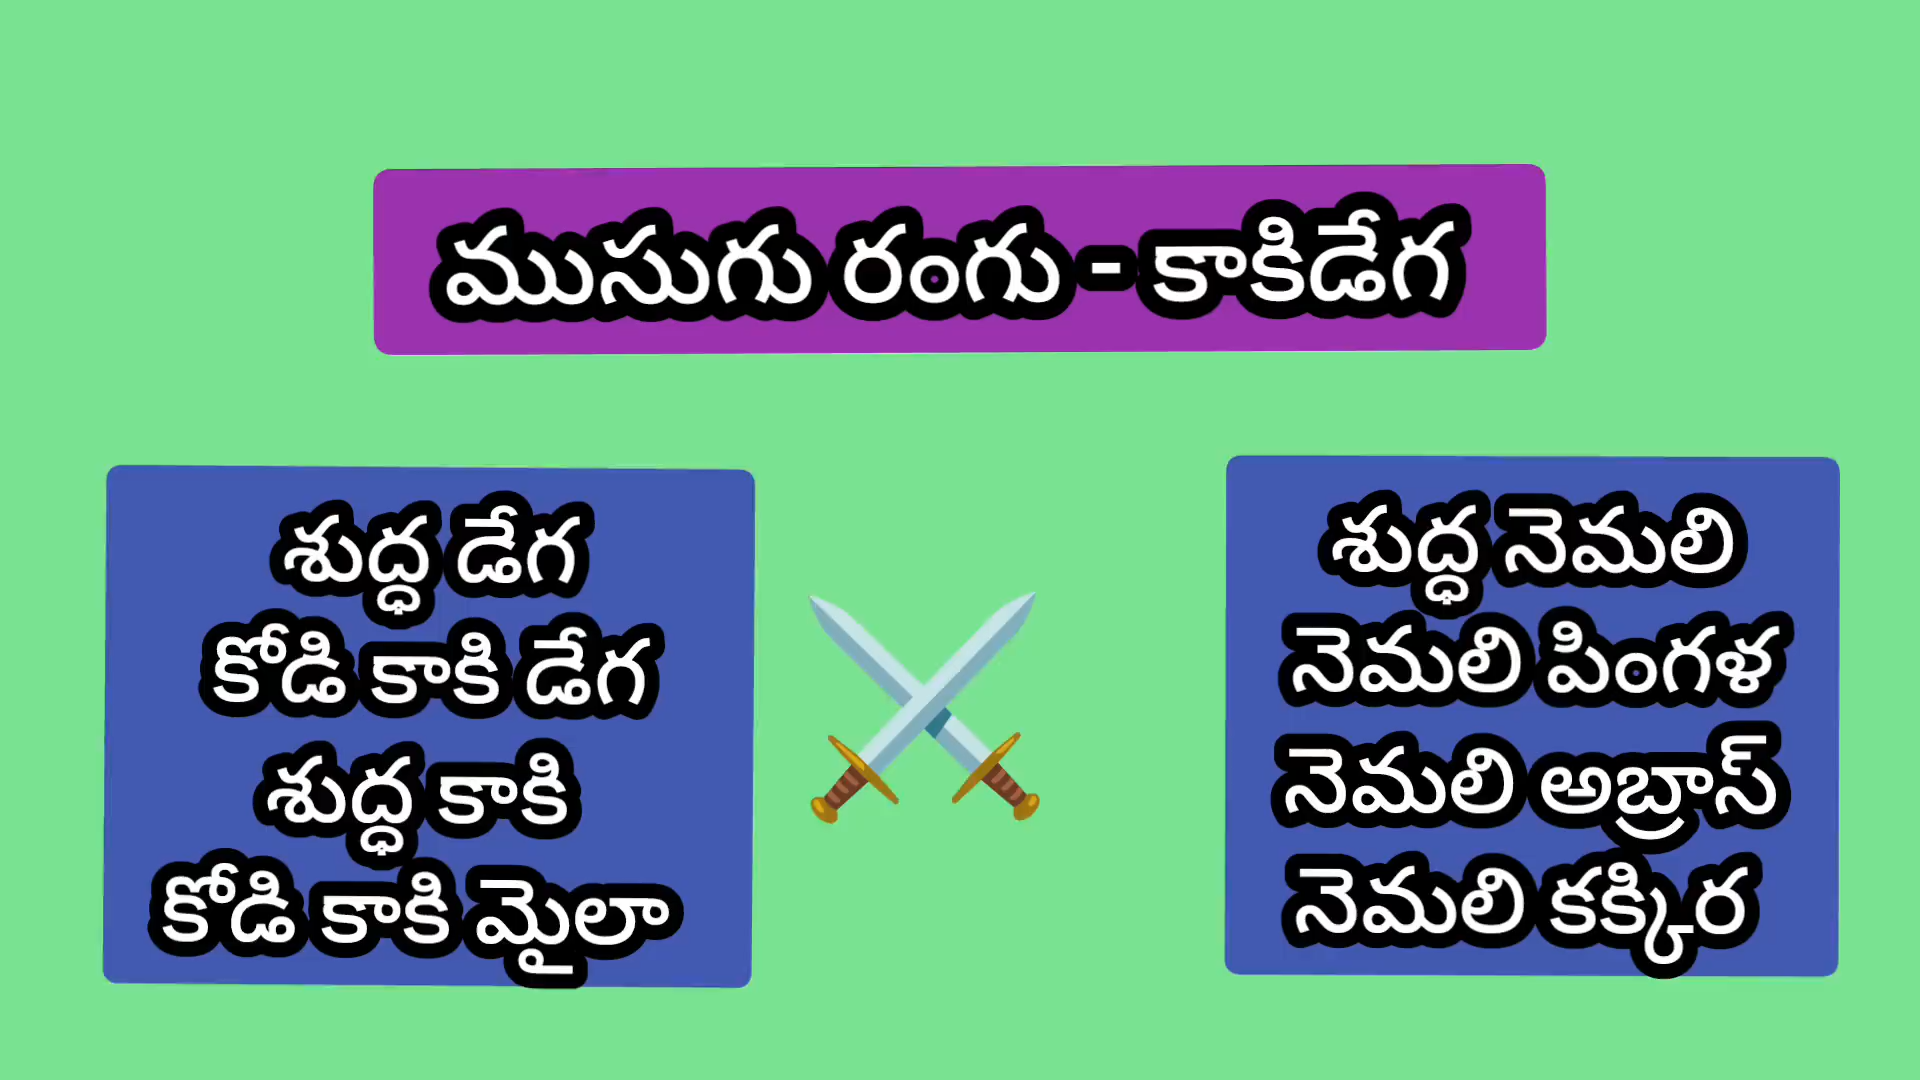 ముసుగు రంగు - కాకిడేగ
శుద్ధ డేగ
కోడి కాకి డేగ
శుద్ధ కాకి
కోడి కాకి మైలా
శుద్ధ నెమలి
నెమలి పింగళ
నెమలి అబ్రాస్
నెమలి కక్కిర